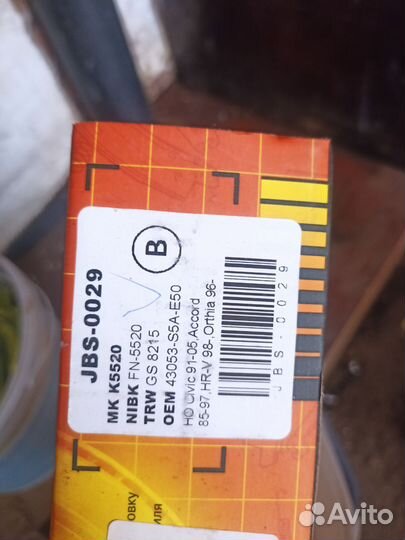 JBS-0029
MK K5520
NIBK FN-5520
TRW GS 8215
OEM 43053-S5A-E50
HO Civic 91-05,Accord
85-97,HR-V 98-,Orthia 96-
B
JBS-0029
Avito